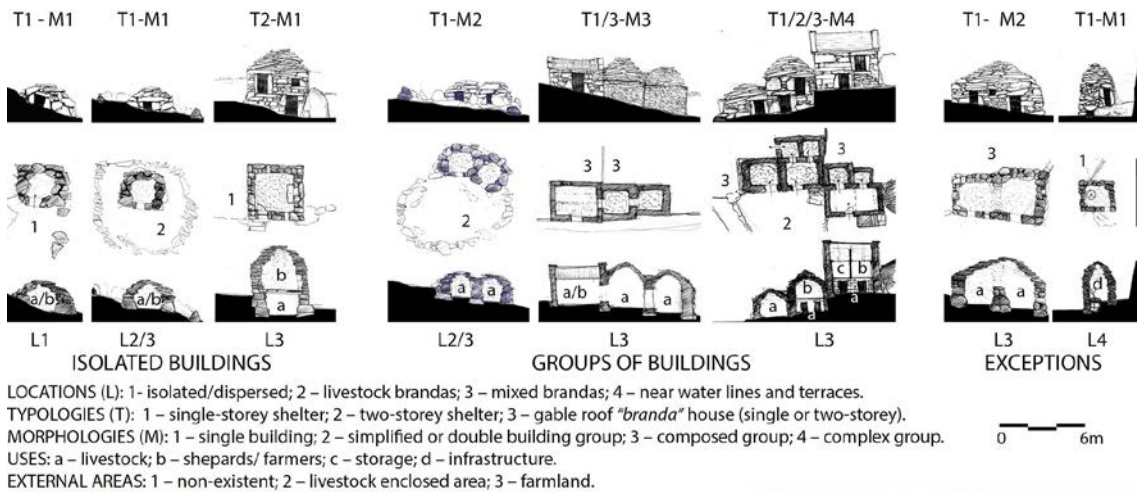 T1 - M1 T1-M1 T2-M1 T1-M2 T1/3-M3 T1/2/3-M4 T1- M2 T1-M1
1 2 1 2 3 3 3 2 3 3 1
a/b a/b b a a a a/b a a a b a c b a a a d
L1 L2/3 L3 L2/3 L3 L3 L3 L4
ISOLATED BUILDINGS GROUPS OF BUILDINGS EXCEPTIONS
LOCATIONS (L): 1- isolated/dispersed; 2 – livestock brandas; 3 – mixed brandas; 4 – near water lines and terraces.
TYPOLOGIES (T): 1 – single-storey shelter; 2 – two-storey shelter; 3 – gable roof "branda" house (single or two-storey).
MORPHOLOGIES (M): 1 – single building; 2 – simplified or double building group; 3 – composed group; 4 – complex group.
0 6m
USES: a – livestock; b – shepards/ farmers; c – storage; d – infrastructure.
EXTERNAL AREAS: 1 – non-existent; 2 – livestock enclosed area; 3 – farmland.